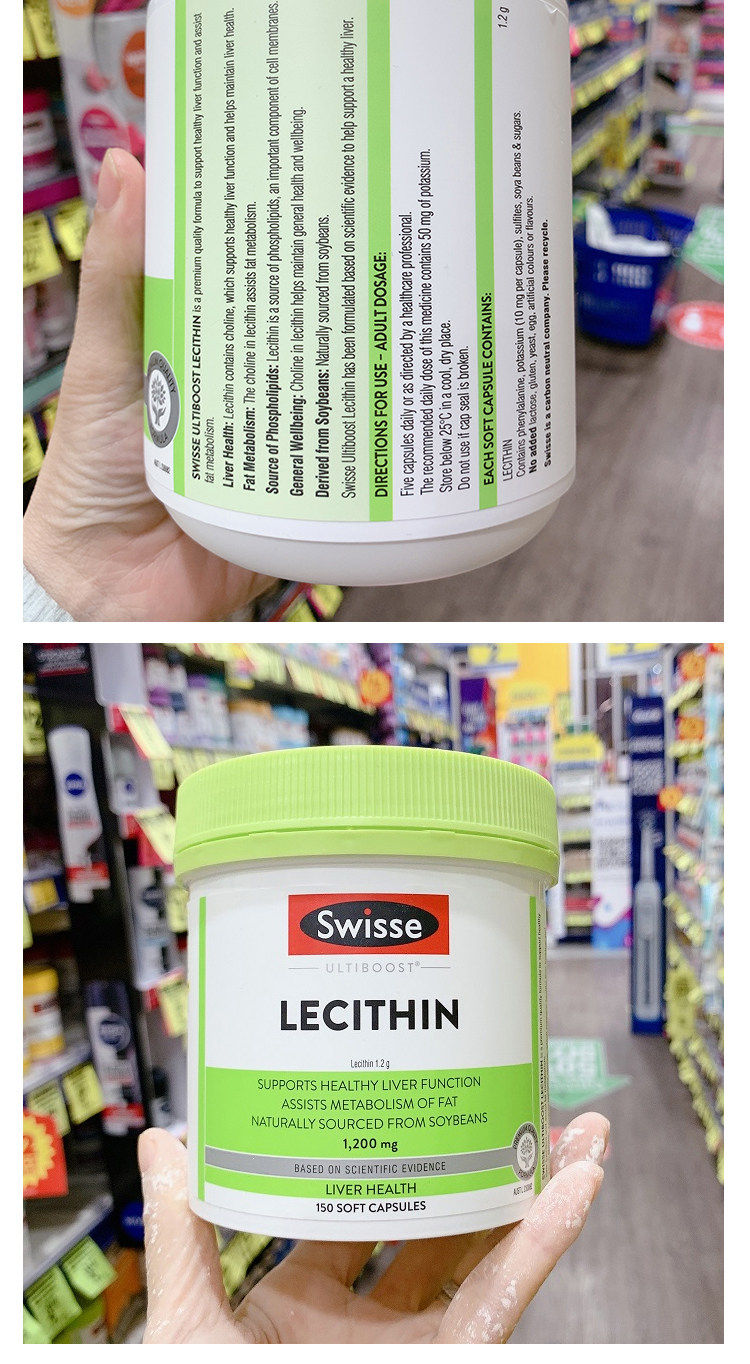 SWISSE ULTIBOOST LECITHIN is a premium quality formula to support healthy liver function and assist
fat metabolism.
Liver Health: Lecithin contains choline, which supports healthy liver function and helps maintain liver health.
Fat Metabolism: The choline in lecithin assists fat metabolism.
Source of Phospholipids: Lecithin is a source of phospholipids, an important component of cell membranes.
General Wellbeing: Choline in lecithin helps maintain general health and wellbeing.
Derived from Soybeans: Naturally sourced from soybeans.
Swisse Ultiboost Lecithin has been formulated based on scientific evidence to help support a healthy liver.
DIRECTIONS FOR USE – ADULT DOSAGE:
Five capsules daily or as directed by a healthcare professional.
The recommended daily dose of this medicine contains 50 mg of potassium.
Store below 25°C in a cool, dry place.
Do not use if cap seal is broken.
EACH SOFT CAPSULE CONTAINS:
LECITHIN 1.2 g
Contains phenylalanine, potassium (10 mg per capsule), sulfites, soya beans & sugars.
No added lactose, gluten, yeast, egg, artificial colours or flavours.
Swisse is a carbon neutral company. Please recycle.
Swisse
ULTIBOOST®
LECITHIN
Lecithin 1.2 g
SUPPORTS HEALTHY LIVER FUNCTION
ASSISTS METABOLISM OF FAT
NATURALLY SOURCED FROM SOYBEANS
1,200 mg
BASED ON SCIENTIFIC EVIDENCE
LIVER HEALTH
150 SOFT CAPSULES